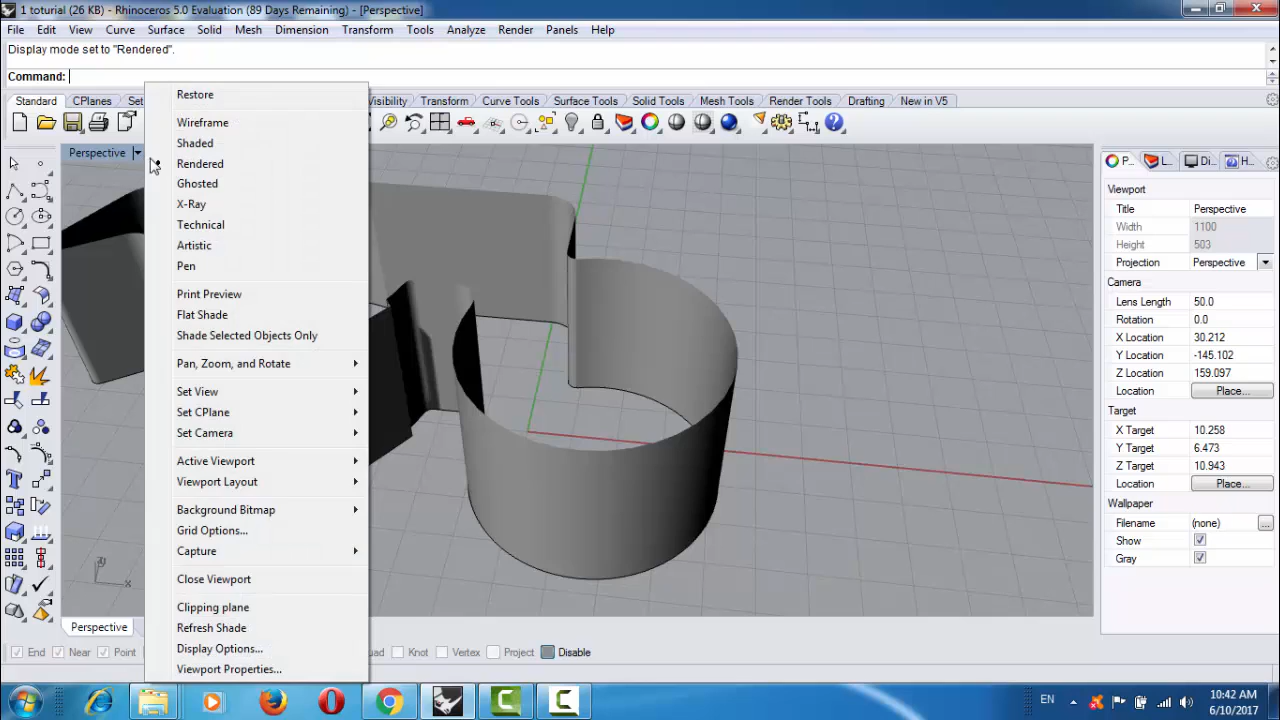 1 toturial (26 KB) - Rhinoceros 5.0 Evaluation (89 Days Remaining) - [Perspective]
File Edit View Curve Surface Solid Mesh Dimension Transform Tools Analyze Render Panels Help
Display mode set to "Rendered".
Command:
Standard CPlanes Set Visibility Transform Curve Tools Surface Tools Solid Tools Mesh Tools Render Tools Drafting New in V5
Perspective
Restore
Wireframe
Shaded
Rendered
Ghosted
X-Ray
Technical
Artistic
Pen
Print Preview
Flat Shade
Shade Selected Objects Only
Pan, Zoom, and Rotate
Set View
Set CPlane
Set Camera
Active Viewport
Viewport Layout
Background Bitmap
Grid Options...
Capture
Close Viewport
Clipping plane
Refresh Shade
Display Options...
Viewport Properties...
P... L... Di... H...
Viewport
Title Perspective
Width 1100
Height 503
Projection Perspective
Camera
Lens Length 50.0
Rotation 0.0
X Location 30.212
Y Location -145.102
Z Location 159.097
Location Place...
Target
X Target 10.258
Y Target 6.473
Z Target 10.943
Location Place...
Wallpaper
Filename (none) ...
Show
Gray
x
Perspective
End Near Point uad Knot Vertex Project Disable
EN 10:42 AM
6/10/2017